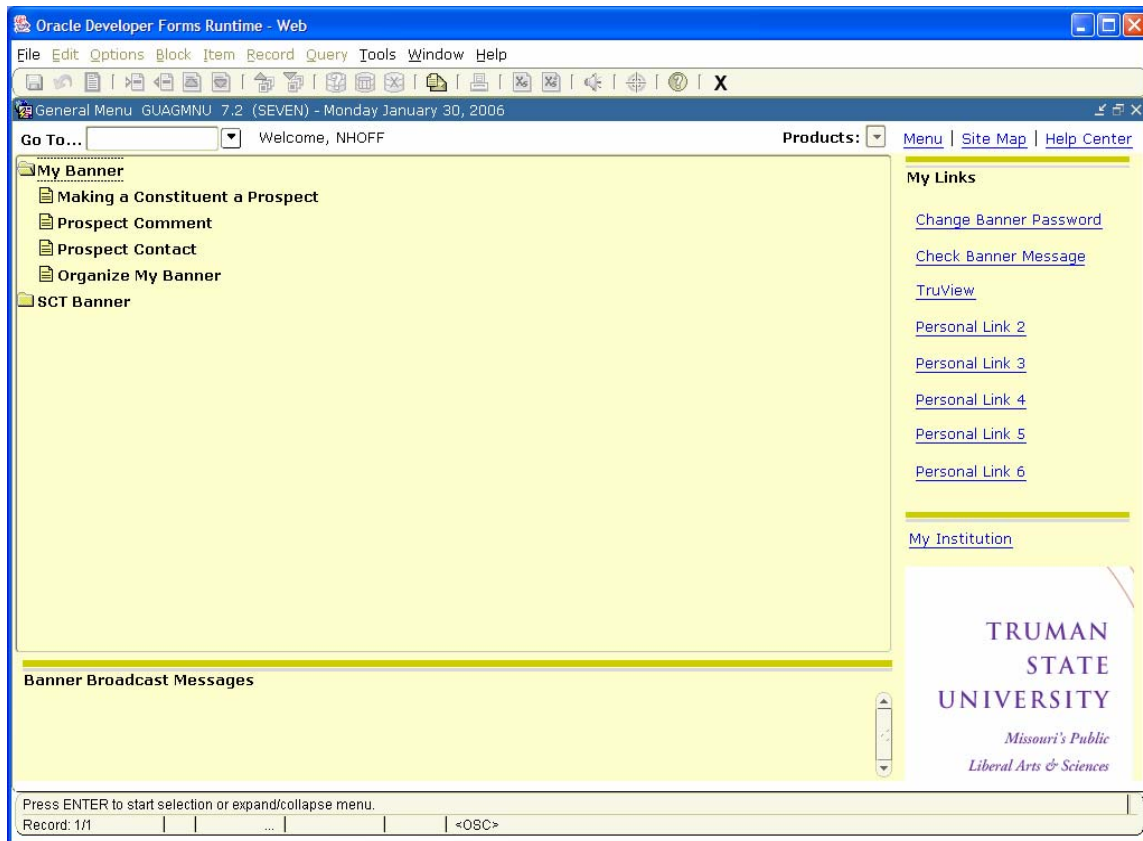 Oracle Developer Forms Runtime - Web
File Edit Options Block Item Record Query Tools Window Help
X
General Menu GUAGMNU 7.2 (SEVEN) - Monday January 30, 2006
Go To... Welcome, NHOFF Products: Menu | Site Map | Help Center
My Banner
Making a Constituent a Prospect
Prospect Comment
Prospect Contact
Organize My Banner
SCT Banner
My Links
Change Banner Password
Check Banner Message
TruView
Personal Link 2
Personal Link 3
Personal Link 4
Personal Link 5
Personal Link 6
My Institution
TRUMAN
STATE
UNIVERSITY
Missouri's Public
Liberal Arts & Sciences
Banner Broadcast Messages
Press ENTER to start selection or expand/collapse menu.
Record: 1/1 ... <OSC>